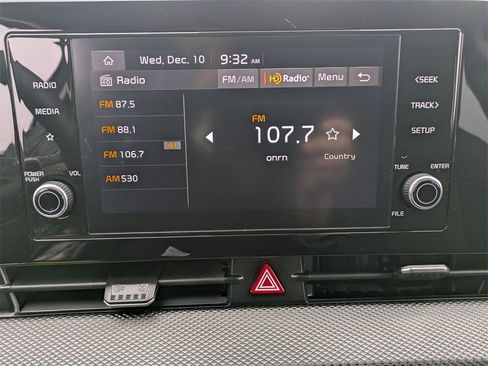 Wed, Dec. 10 9:32 AM
Radio FM/AM HD Radio Menu
FM 87.5
FM 88.1
FM 106.7
AM 530
FM
107.7
onrn Country
RADIO
MEDIA
POWER PUSH VOL
<SEEK
TRACK>
SETUP
TUNE ENTER
FILE